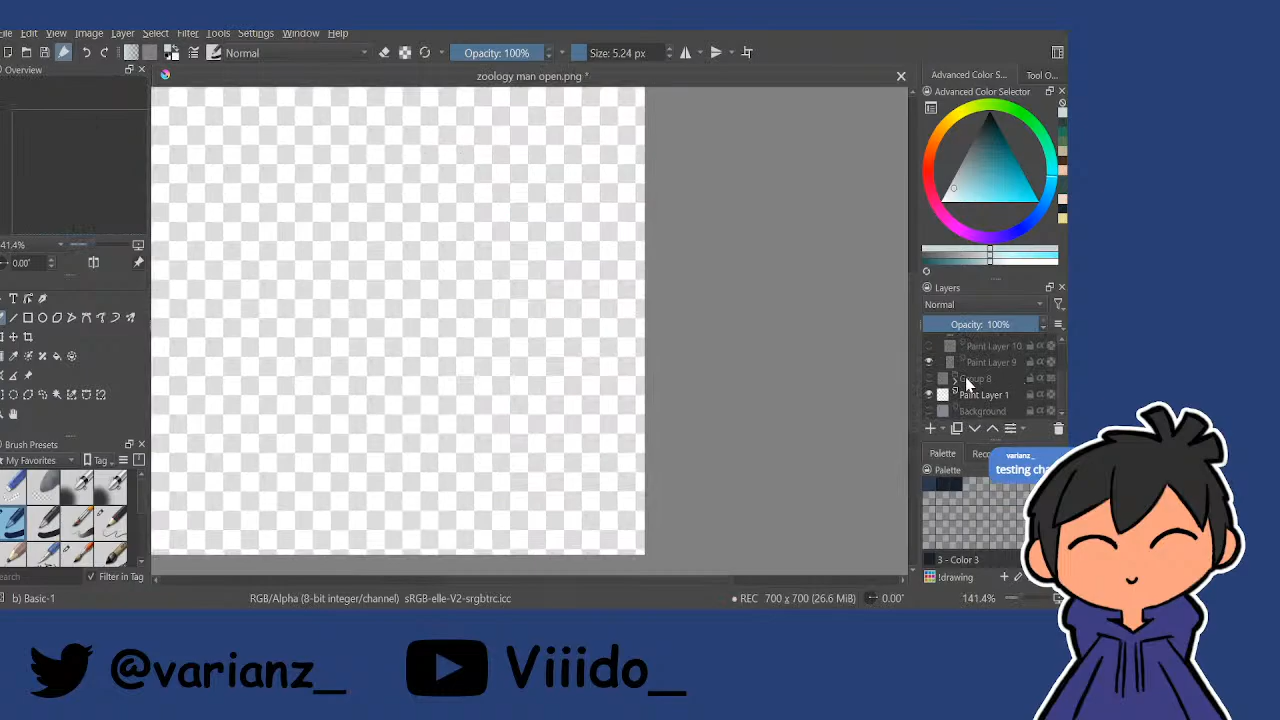 ile Edit View Image Layer Select Filter Tools Settings Window Help
Normal
Opacity: 100%
Size: 5.24 px
Overview
zoology man open.png *
Advanced Color S...
Tool O...
Advanced Color Selector
41.4%
0.00°
Layers
Normal
Opacity: 100%
Paint Layer 10
Paint Layer 9
Group 8
Paint Layer 1
Background
Brush Presets
My Favorites
Tag
Palette
varianz_
testing cha
Palette
3 - Color 3
!drawing
earch
Filter in Tag
b) Basic-1
RGB/Alpha (8-bit integer/channel) sRGB-elle-V2-srgbtrc.icc
REC
700 x 700 (26.6 MiB)
0.00°
141.4%
@varianz_
Viiido_